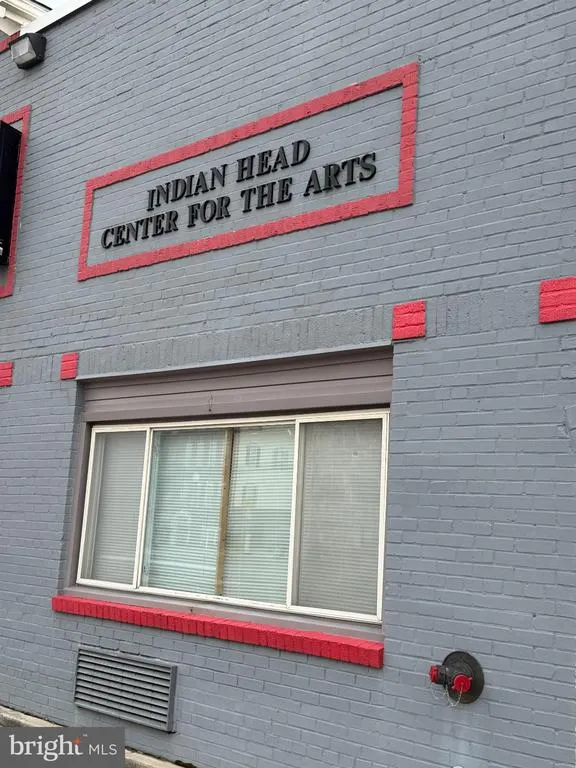 INDIAN HEAD
CENTER FOR THE ARTS
bright MLS